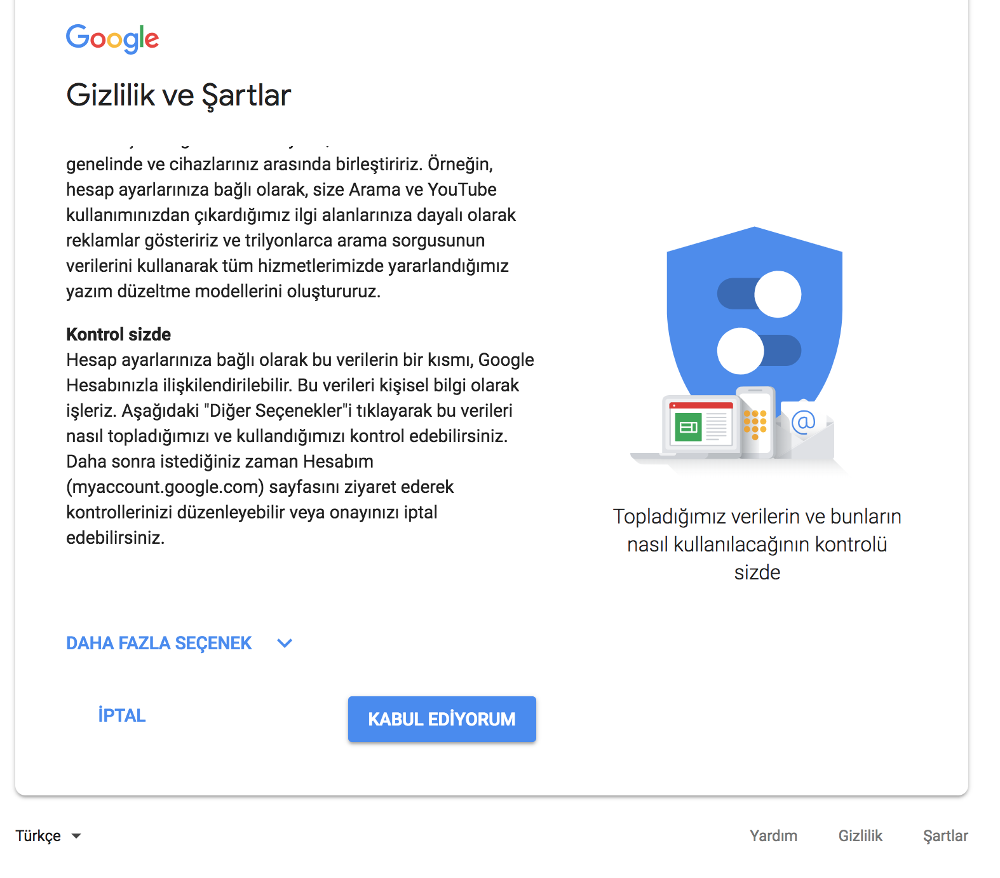 Google
Gizlilik ve Şartlar
genelinde ve cihazlarınız arasında birleştiririz. Örneğin,
hesap ayarlarınıza bağlı olarak, size Arama ve YouTube
kullanımınızdan çıkardığımız ilgi alanlarınıza dayalı olarak
reklamlar gösteririz ve trilyonlarca arama sorgusunun
verilerini kullanarak tüm hizmetlerimizde yararlandığımız
yazım düzeltme modellerini oluştururuz.
Kontrol sizde
Hesap ayarlarınıza bağlı olarak bu verilerin bir kısmı, Google
Hesabınızla ilişkilendirilebilir. Bu verileri kişisel bilgi olarak
işleriz. Aşağıdaki "Diğer Seçenekler"i tıklayarak bu verileri
nasıl topladığımızı ve kullandığımızı kontrol edebilirsiniz.
Daha sonra istediğiniz zaman Hesabım
(myaccount.google.com) sayfasını ziyaret ederek
kontrollerinizi düzenleyebilir veya onayınızı iptal
edebilirsiniz.
@
Topladığımız verilerin ve bunların
nasıl kullanılacağının kontrolü
sizde
DAHA FAZLA SEÇENEK
İPTAL
KABUL EDİYORUM
Türkçe
Yardım
Gizlilik
Şartlar